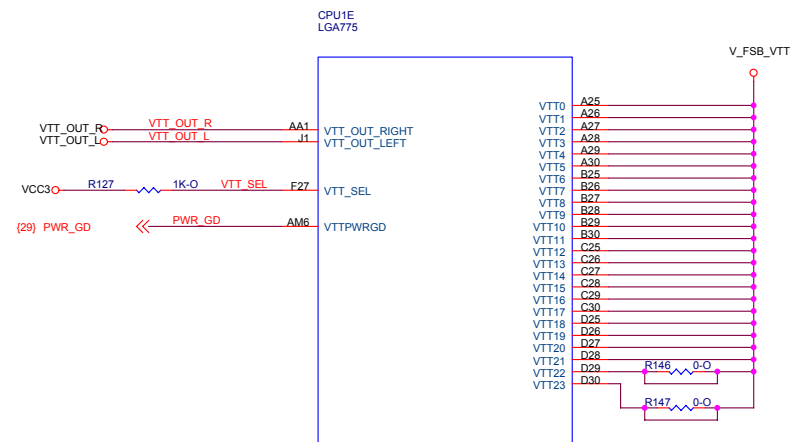 CPU1E
LGA775
V_FSB_VTT
VTT_OUT_R VTT_OUT_R AA1 VTT_OUT_RIGHT
VTT_OUT_L VTT_OUT_L J1 VTT_OUT_LEFT
VCC3 R127 1K-O VTT_SEL F27 VTT_SEL
{29} PWR_GD PWR_GD AM6 VTTPWRGD
VTT0 A25
VTT1 A26
VTT2 A27
VTT3 A28
VTT4 A29
VTT5 A30
VTT6 B25
VTT7 B26
VTT8 B27
VTT9 B28
VTT10 B29
VTT11 B30
VTT12 C25
VTT13 C26
VTT14 C27
VTT15 C28
VTT16 C29
VTT17 C30
VTT18 D25
VTT19 D26
VTT20 D27
VTT21 D28
VTT22 D29 R146 0-O
VTT23 D30
R147 0-O